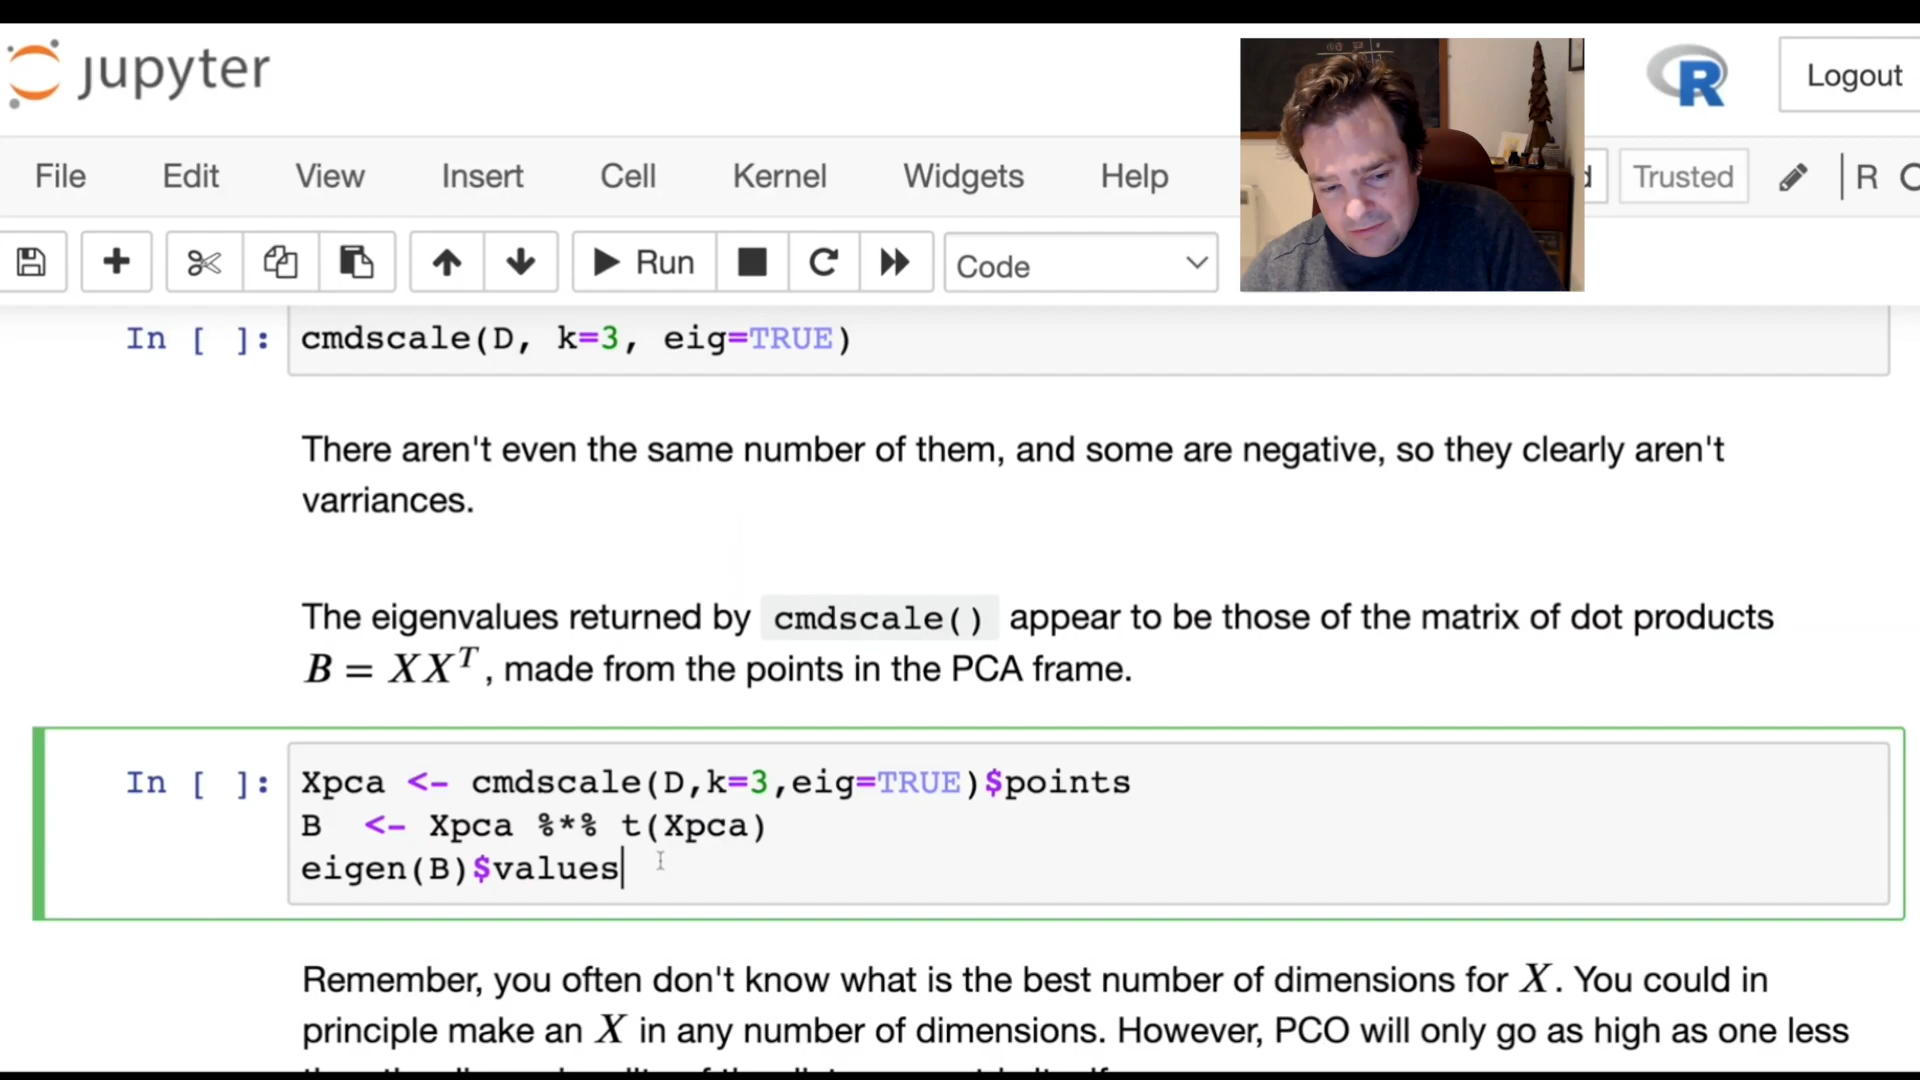 jupyter
R
Logout
File Edit View Insert Cell Kernel Widgets Help
Trusted
R
Run
Code
In [ ]: cmdscale(D, k=3, eig=TRUE)
There aren't even the same number of them, and some are negative, so they clearly aren't
varriances.
The eigenvalues returned by cmdscale() appear to be those of the matrix of dot products
B = XX^T, made from the points in the PCA frame.
In [ ]: Xpca <- cmdscale(D,k=3,eig=TRUE)$points
B <- Xpca %*% t(Xpca)
eigen(B)$values
Remember, you often don't know what is the best number of dimensions for X. You could in
principle make an X in any number of dimensions. However, PCO will only go as high as one less